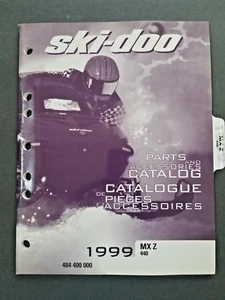 ski-doo
PARTS AND
ACCESSORIES
CATALOG
CATALOGUE
DE PIÈCES ET
D'ACCESSOIRES
1999
MX Z
440
484 400 000